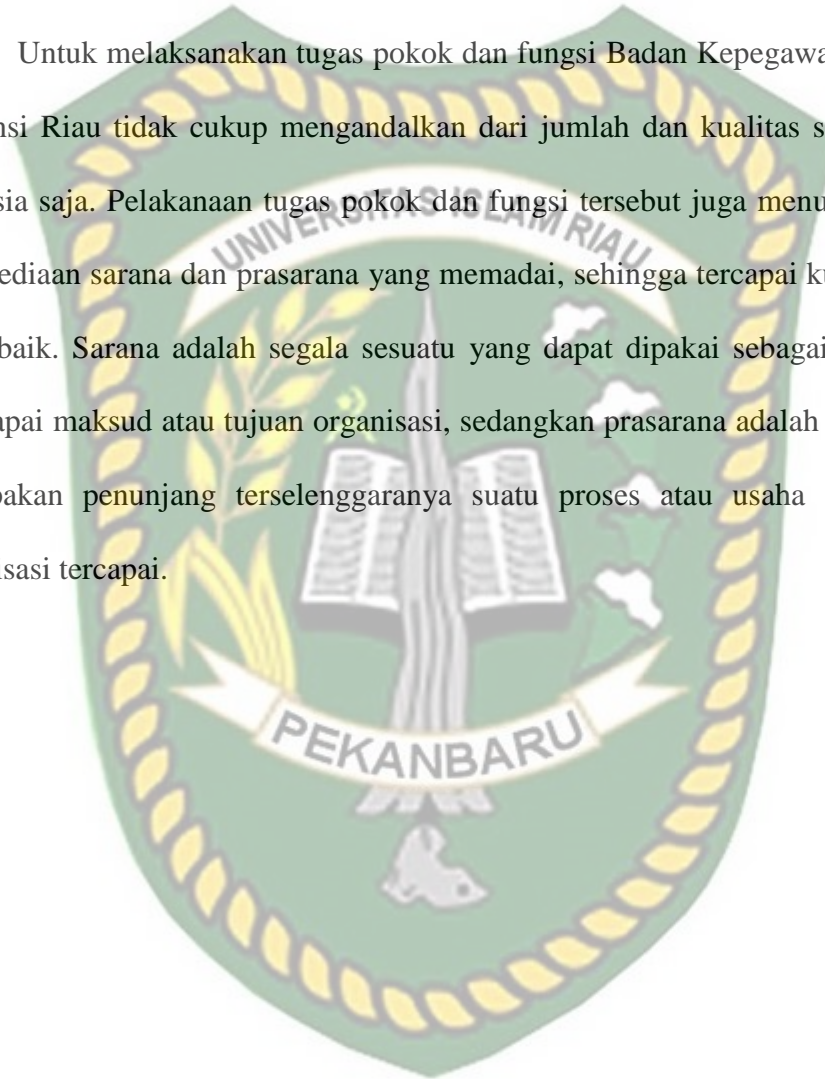 Untuk melaksanakan tugas pokok dan fungsi Badan Kepegawa
nsi Riau tidak cukup mengandalkan dari jumlah dan kualitas s
sia saja. Pelakanaan tugas pokok dan fungsi tersebut juga menu
ediaan sarana dan prasarana yang memadai, sehingga tercapai ku
baik. Sarana adalah segala sesuatu yang dapat dipakai sebagai
apai maksud atau tujuan organisasi, sedangkan prasarana adalah
pakan penunjang terselenggaranya suatu proses atau usaha
isasi tercapai.
UNIVERSITAS ISLAM RIAU
PEKANBARU